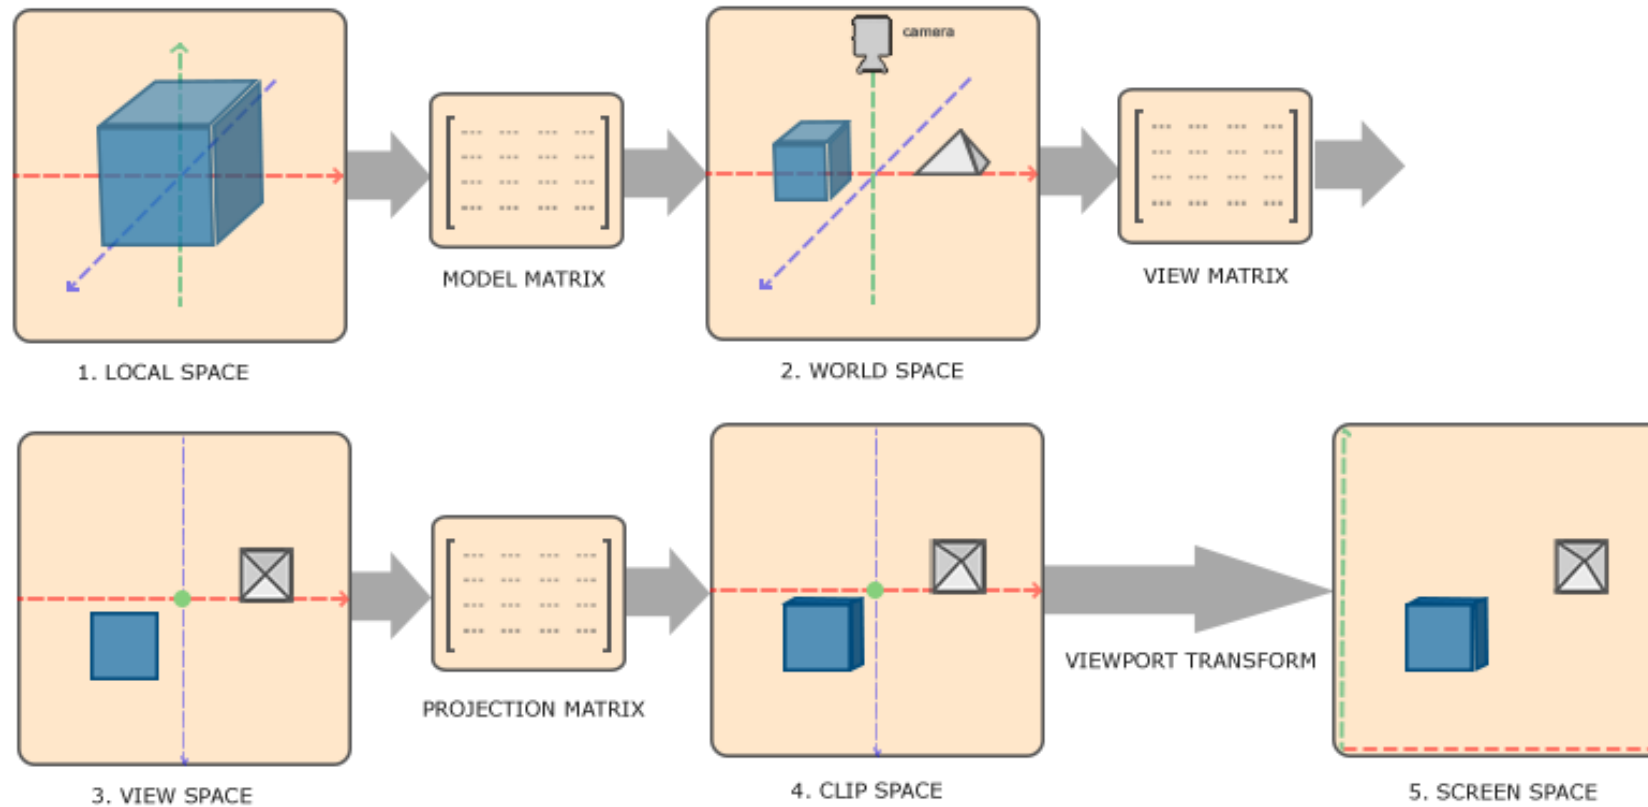 camera
MODEL MATRIX
VIEW MATRIX
1. LOCAL SPACE
2. WORLD SPACE
PROJECTION MATRIX
VIEWPORT TRANSFORM
3. VIEW SPACE
4. CLIP SPACE
5. SCREEN SPACE